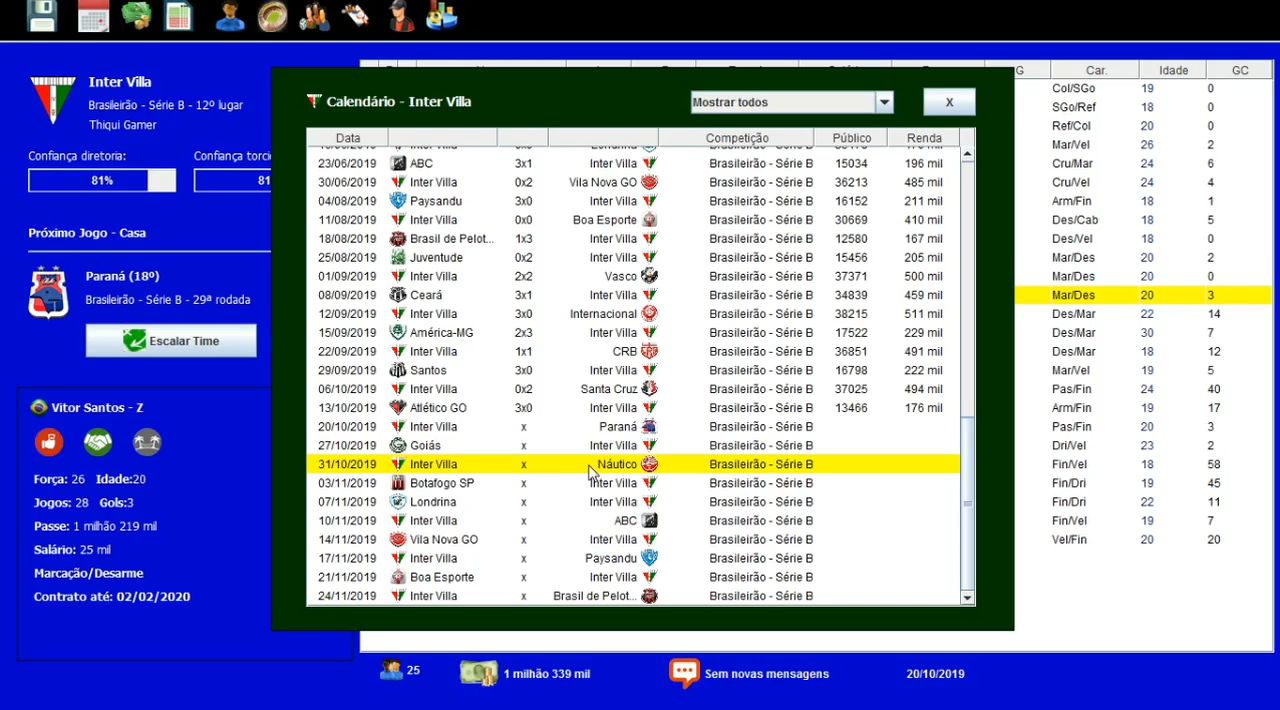 Inter Villa
Brasileirão - Série B - 12º lugar
Thiqui Gamer
Confiança diretoria:
Confiança torci
81%
81
Próximo Jogo - Casa
Paraná (18º)
Brasileirão - Série B - 29ª rodada
Escalar Time
Vitor Santos - Z
Força: 26 Idade:20
Jogos: 28 Gols:3
Passe: 1 milhão 219 mil
Salário: 25 mil
Marcação/Desarme
Contrato até: 02/02/2020
Calendário - Inter Villa
Mostrar todos
X
Data Competição Público Renda
23/06/2019 ABC 3x1 Inter Villa Brasileirão - Série B 15034 196 mil
30/06/2019 Inter Villa 0x2 Vila Nova GO Brasileirão - Série B 36213 485 mil
04/08/2019 Paysandu 3x0 Inter Villa Brasileirão - Série B 16152 211 mil
11/08/2019 Inter Villa 0x0 Boa Esporte Brasileirão - Série B 30669 410 mil
18/08/2019 Brasil de Pelot... 1x3 Inter Villa Brasileirão - Série B 12580 167 mil
25/08/2019 Juventude 0x2 Inter Villa Brasileirão - Série B 15456 205 mil
01/09/2019 Inter Villa 2x2 Vasco Brasileirão - Série B 37371 500 mil
08/09/2019 Ceará 3x1 Inter Villa Brasileirão - Série B 34839 459 mil
12/09/2019 Inter Villa 3x0 Internacional Brasileirão - Série B 38215 511 mil
15/09/2019 América-MG 2x3 Inter Villa Brasileirão - Série B 17522 229 mil
22/09/2019 Inter Villa 1x1 CRB Brasileirão - Série B 36851 491 mil
29/09/2019 Santos 3x0 Inter Villa Brasileirão - Série B 16798 222 mil
06/10/2019 Inter Villa 0x2 Santa Cruz Brasileirão - Série B 37025 494 mil
13/10/2019 Atlético GO 3x0 Inter Villa Brasileirão - Série B 13466 176 mil
20/10/2019 Inter Villa x Paraná Brasileirão - Série B
27/10/2019 Goiás x Inter Villa Brasileirão - Série B
31/10/2019 Inter Villa x Náutico Brasileirão - Série B
03/11/2019 Botafogo SP x Inter Villa Brasileirão - Série B
07/11/2019 Londrina x Inter Villa Brasileirão - Série B
10/11/2019 Inter Villa x ABC Brasileirão - Série B
14/11/2019 Vila Nova GO x Inter Villa Brasileirão - Série B
17/11/2019 Inter Villa x Paysandu Brasileirão - Série B
21/11/2019 Boa Esporte x Inter Villa Brasileirão - Série B
24/11/2019 Inter Villa x Brasil de Pelot... Brasileirão - Série B
G Car. Idade GC
Col/SGo 19 0
SGo/Ref 18 0
Ref/Col 20 0
Mar/Vel 26 2
Cru/Mar 24 6
Cru/Vel 24 4
Arm/Fin 18 1
Des/Cab 18 5
Des/Vel 18 0
Mar/Des 20 2
Mar/Des 20 0
Mar/Des 20 3
Des/Mar 22 14
Des/Mar 30 7
Des/Mar 18 12
Mar/Vel 19 5
Pas/Fin 24 40
Arm/Fin 19 17
Pas/Fin 20 3
Dri/Vel 23 2
Fin/Vel 18 58
Fin/Dri 19 45
Fin/Dri 22 11
Fin/Vel 19 7
Vel/Fin 20 20
25
1 milhão 339 mil
Sem novas mensagens
20/10/2019